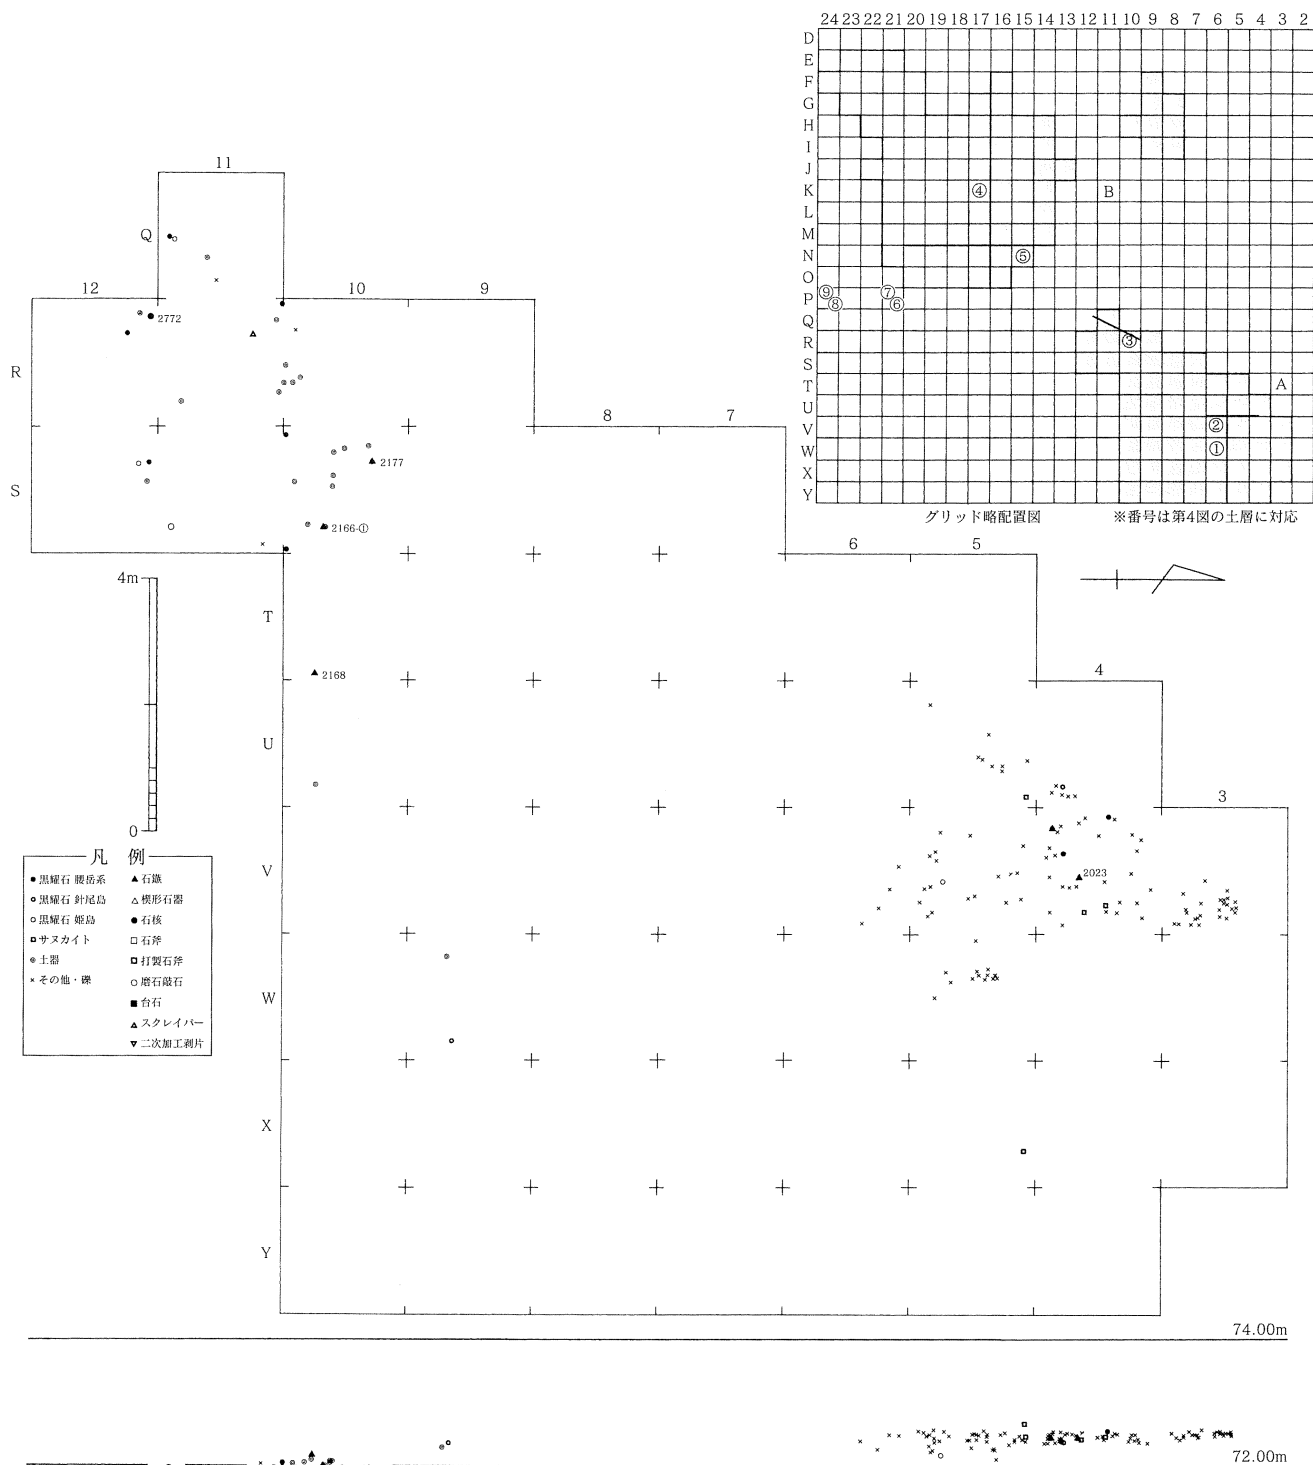 24 23 22 21 20 19 18 17 16 15 14 13 12 11 10 9 8 7 6 5 4 3 2
D
E
F
G
H
I
J
K ④ B
L
M
N ⑤
O
P ⑨ ⑧ ⑦ ⑥
Q
R ③
S
T A
U
V ②
W ①
X
Y
グリッド略配置図 ※番号は第4図の土層に対応
11
Q
12 10 9
2772
R
8 7
2177
S
2166-①
6 5
4m
T
2168
4
U
3
0
V
2023
W
X
Y
凡 例
黒耀石 腰岳系 石鏃
黒耀石 針尾島 楔形石器
黒耀石 姫島 石核
サヌカイト 石斧
土器 打製石斧
その他・礫 磨石敲石
台石
スクレイパー
二次加工剥片
74.00m
72.00m